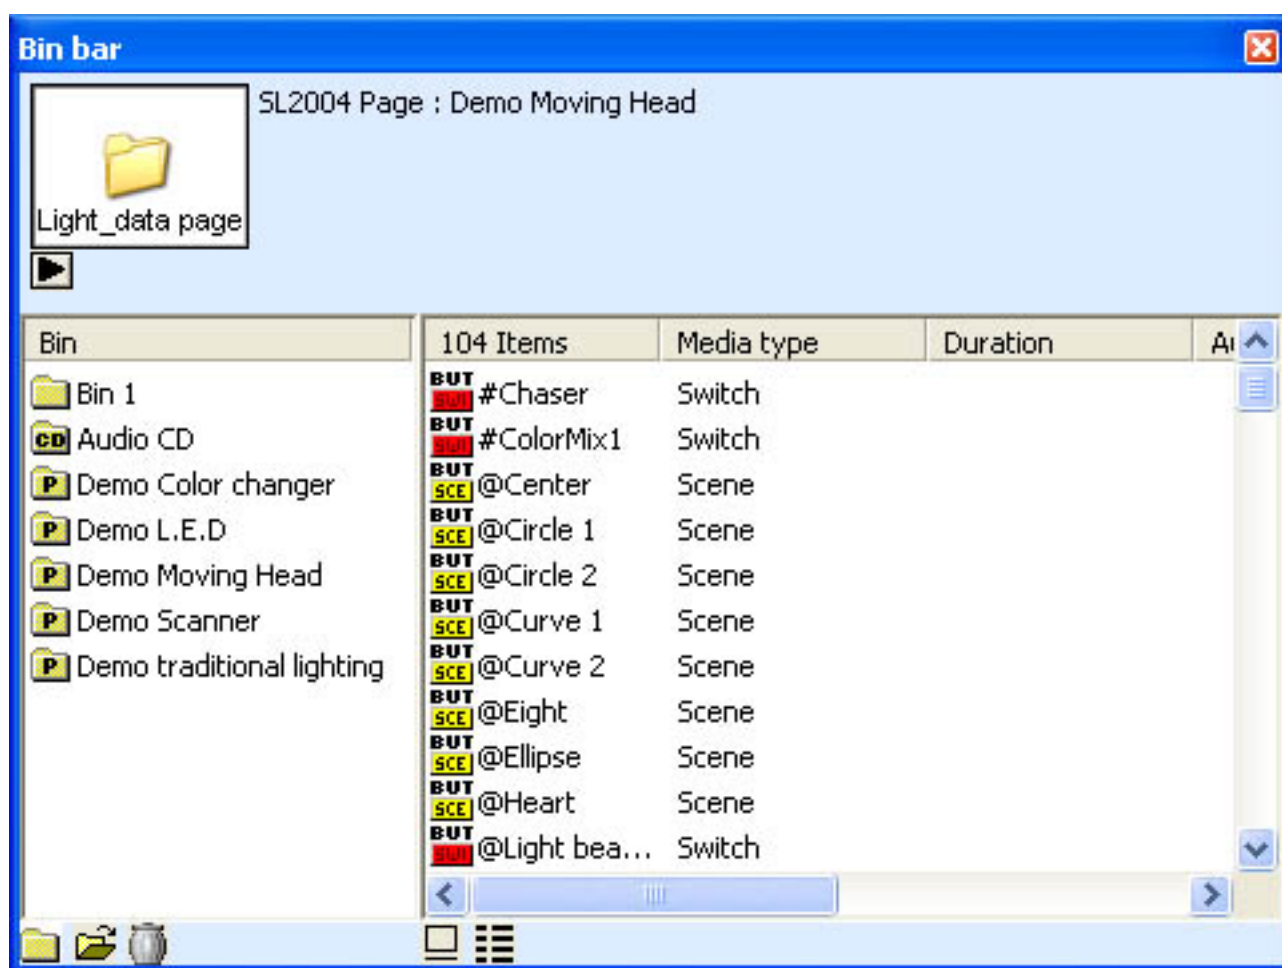 Bin bar
SL2004 Page : Demo Moving Head
Light_data page
Bin
104 Items Media type Duration
Bin 1
CD Audio CD
P Demo Color changer
P Demo L.E.D
P Demo Moving Head
P Demo Scanner
P Demo traditional lighting
BUT SWI #Chaser Switch
BUT SWI #ColorMix1 Switch
BUT SCE @Center Scene
BUT SCE @Circle 1 Scene
BUT SCE @Circle 2 Scene
BUT SCE @Curve 1 Scene
BUT SCE @Curve 2 Scene
BUT SCE @Eight Scene
BUT SCE @Ellipse Scene
BUT SCE @Heart Scene
BUT SWI @Light bea... Switch